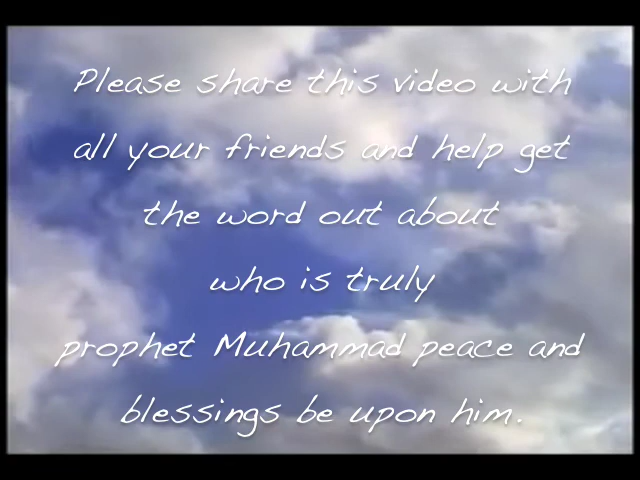 Please share this video with
all your friends and help get
the word out about
who is truly
prophet Muhammad peace and
blessings be upon him.